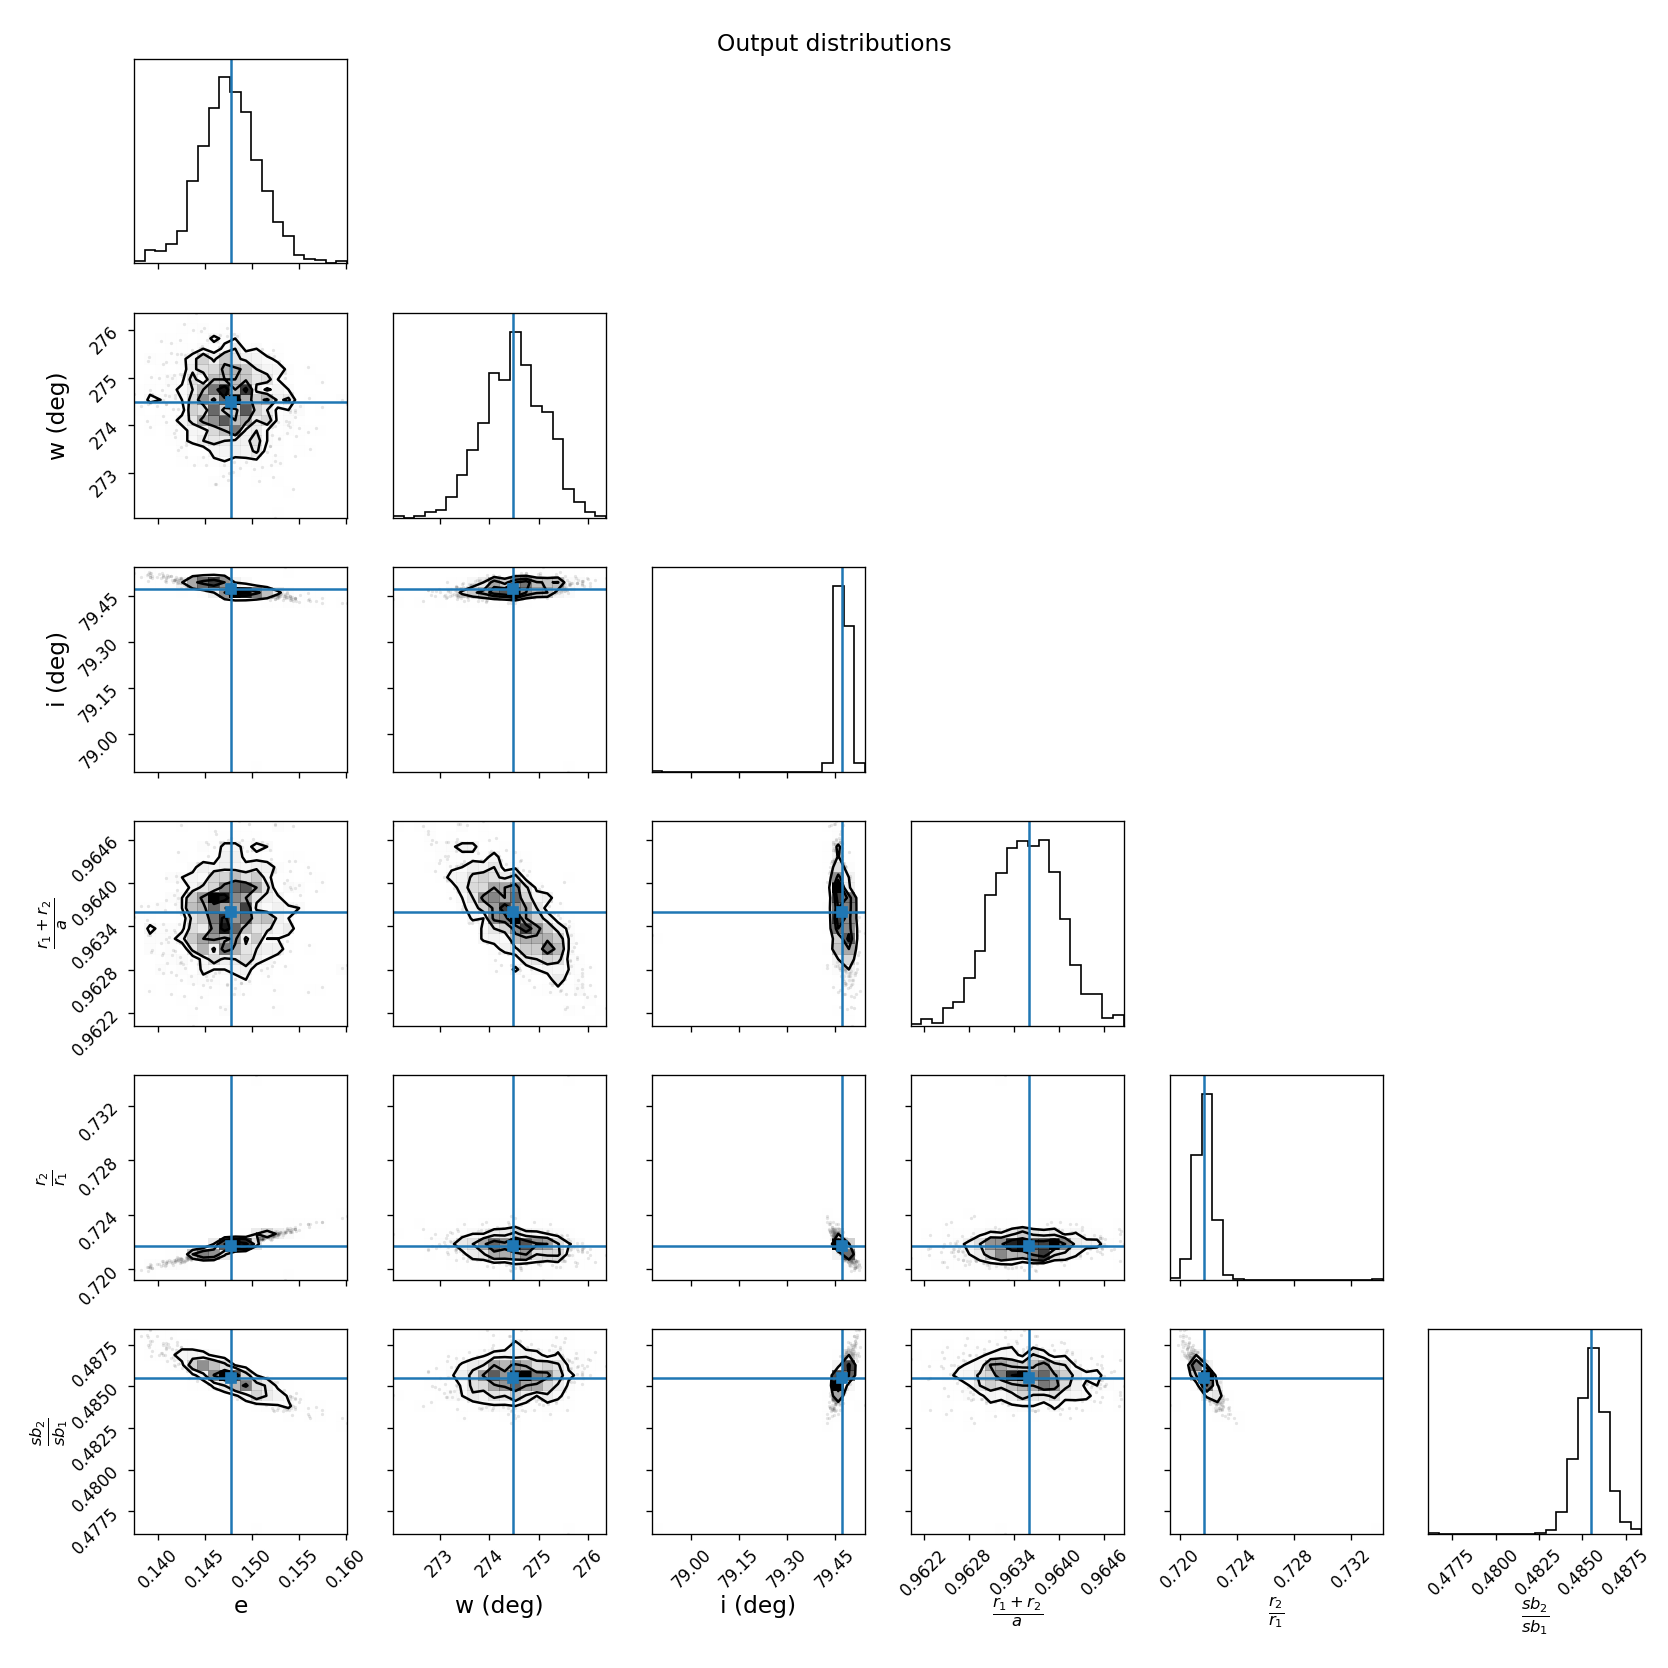 Output distributions
276
275
274
273
w (deg)
79.45
79.30
79.15
79.00
i (deg)
0.9646
0.9640
0.9634
0.9628
0.9622
r1 + r2
a
0.732
0.728
0.724
0.720
r2
r1
0.4875
0.4850
0.4825
0.4800
0.4775
sb2
sb1
0.140 0.145 0.150 0.155 0.160 273 274 275 276 79.00 79.15 79.30 79.45 0.9622 0.9628 0.9634 0.9640 0.9646 0.720 0.724 0.728 0.732 0.4775 0.4800 0.4825 0.4850 0.4875
e w (deg) i (deg) r1 + r2 r2 sb2
a r1 sb1